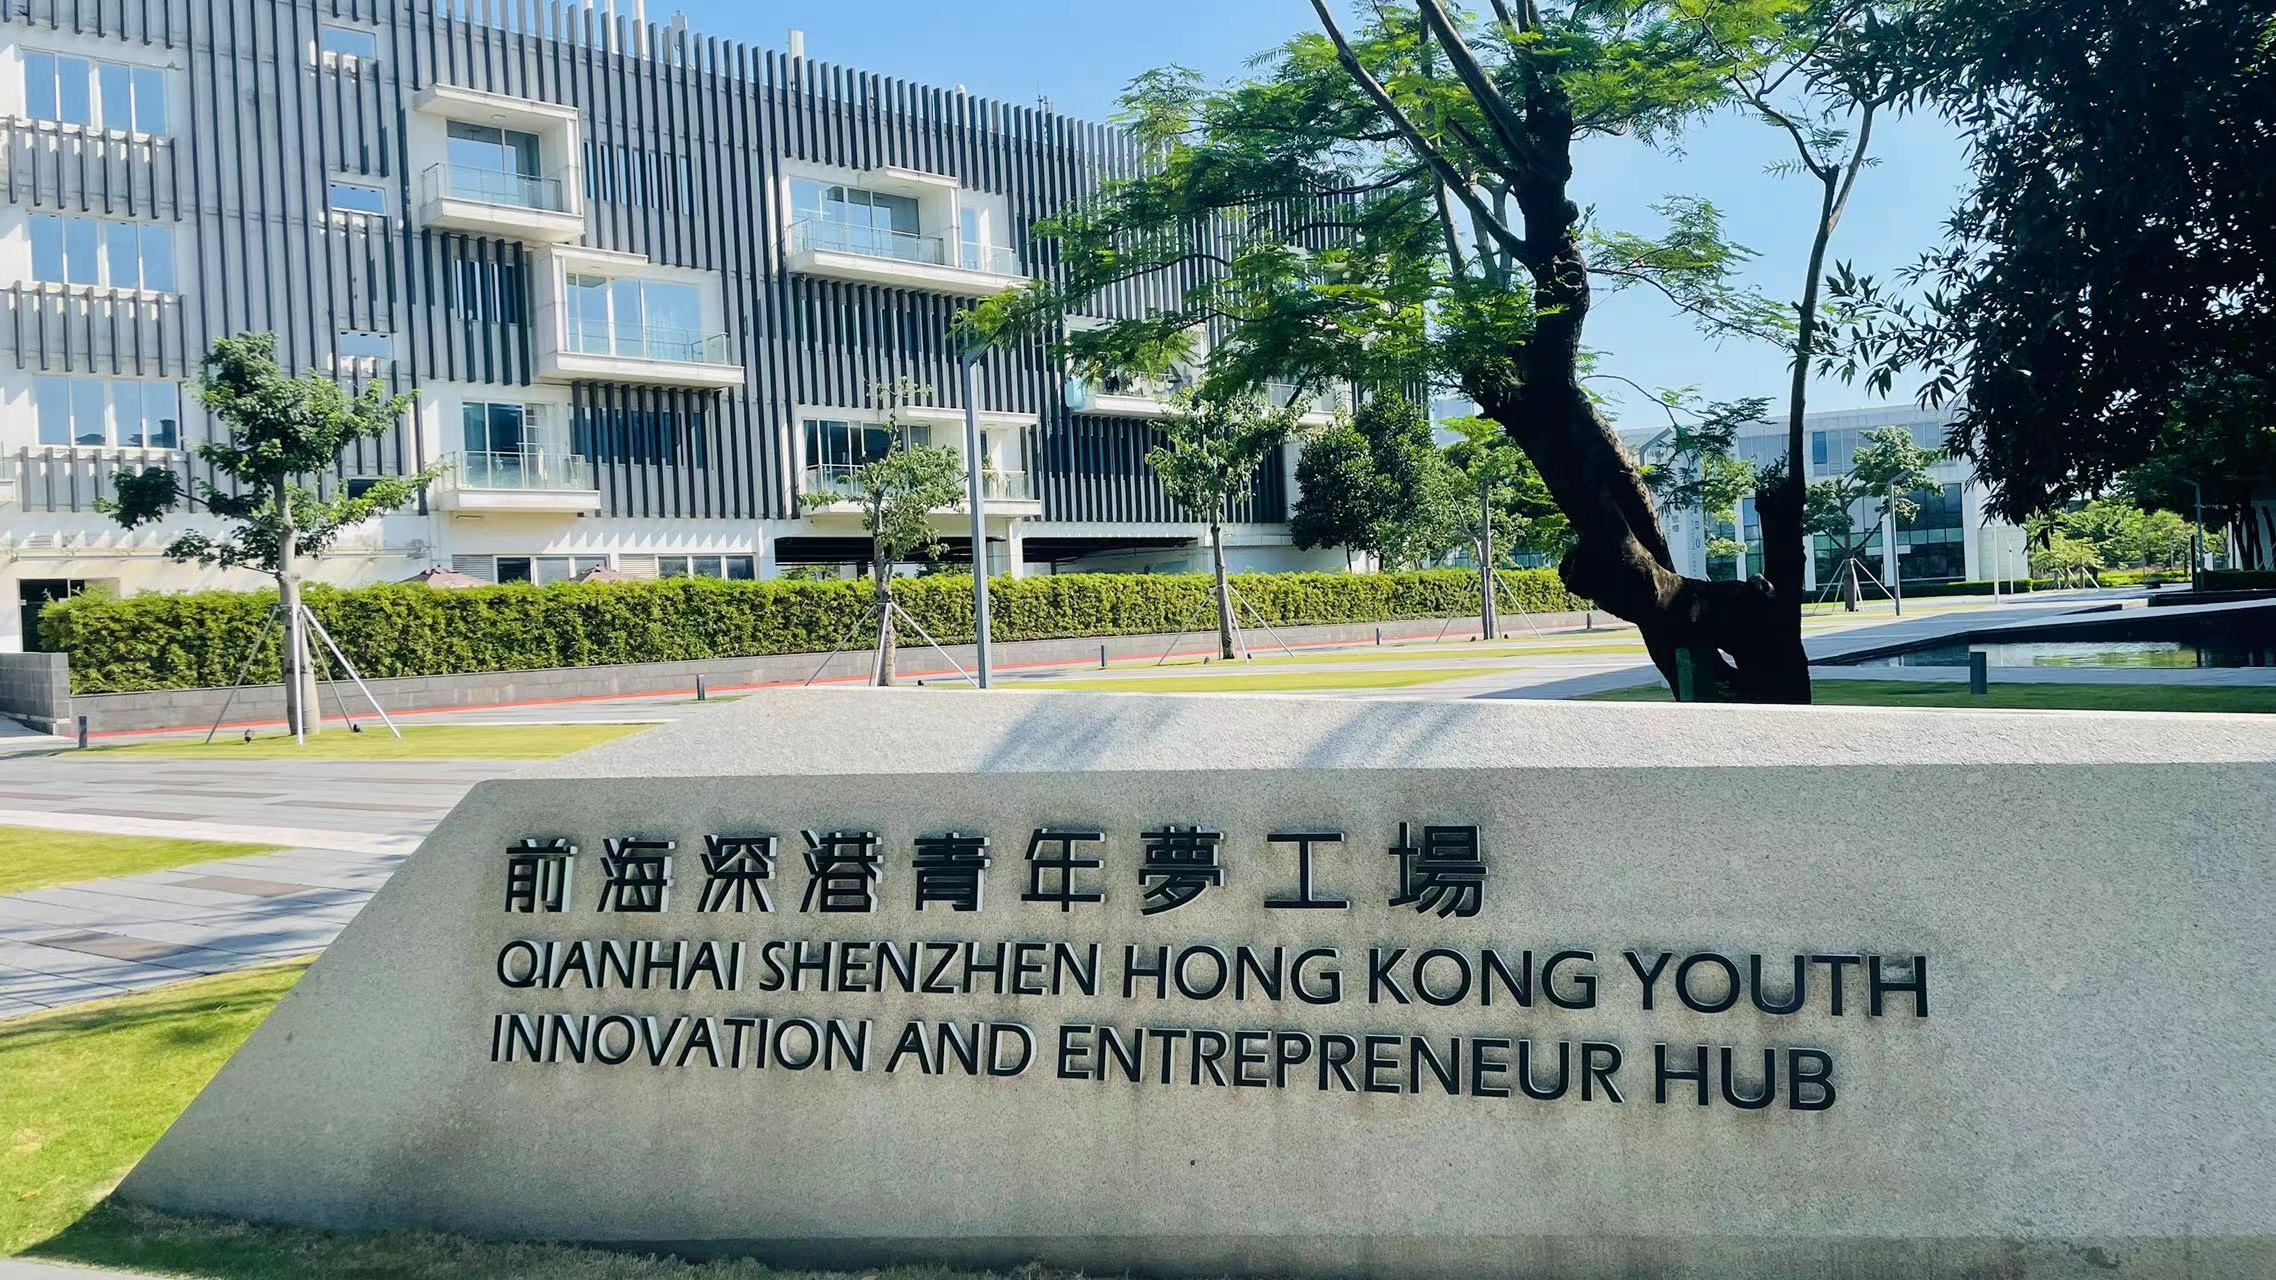 前海深港青年夢工場
QIANHAI SHENZHEN HONG KONG YOUTH
INNOVATION AND ENTREPRENEUR HUB